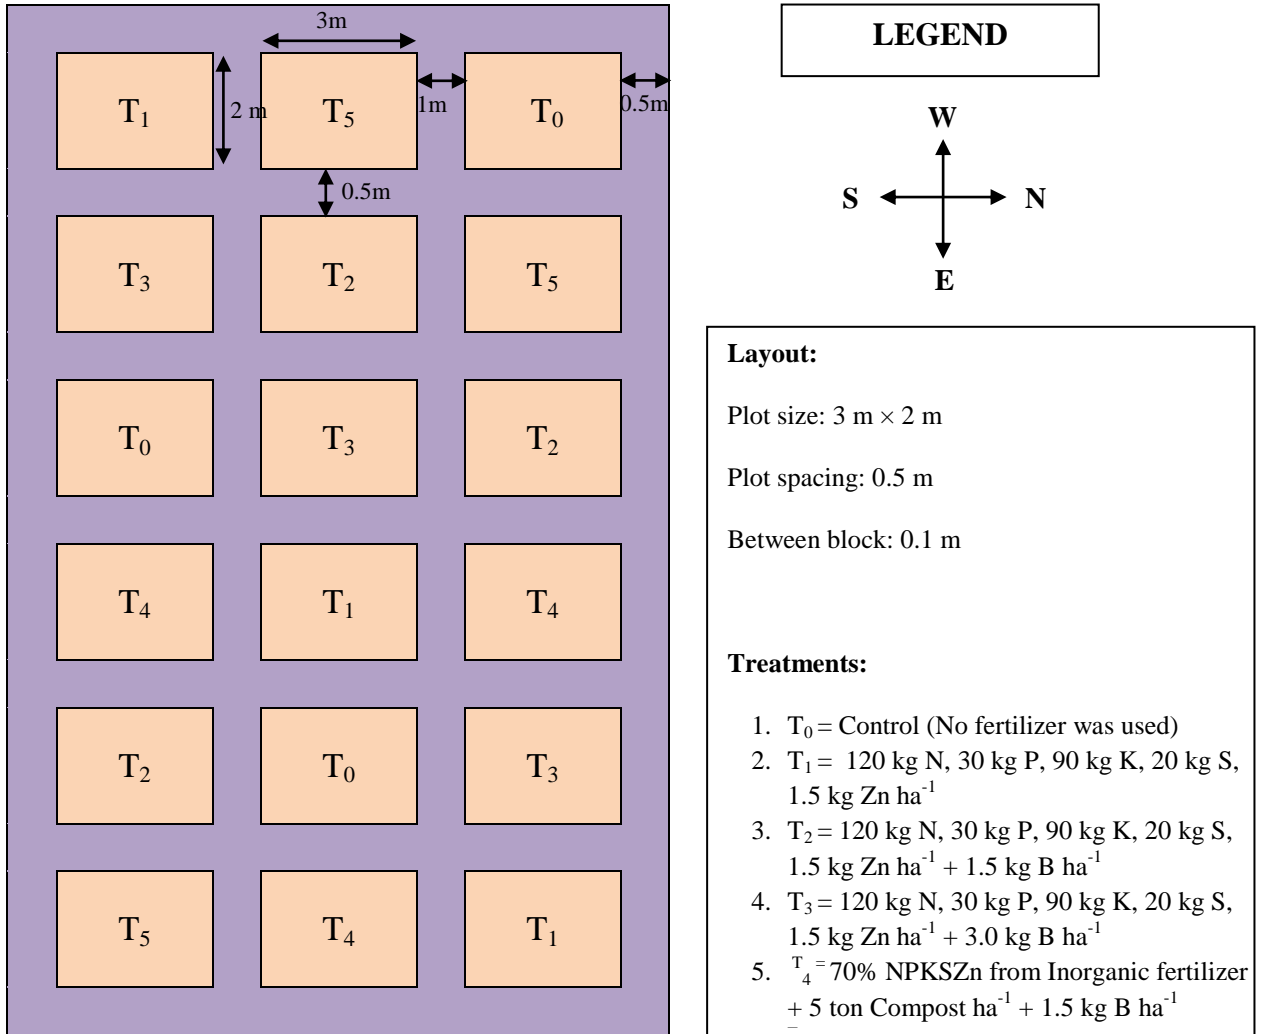 3m
T₁ 2 m T₅ 1m T₀ 0.5m
0.5m
T₃ T₂ T₅
T₀ T₃ T₂
T₄ T₁ T₄
T₂ T₀ T₃
T₅ T₄ T₁
LEGEND
W
S N
E
Layout:
Plot size: 3 m × 2 m
Plot spacing: 0.5 m
Between block: 0.1 m
Treatments:
1. T₀ = Control (No fertilizer was used)
2. T₁ = 120 kg N, 30 kg P, 90 kg K, 20 kg S,
1.5 kg Zn ha⁻¹
3. T₂ = 120 kg N, 30 kg P, 90 kg K, 20 kg S,
1.5 kg Zn ha⁻¹ + 1.5 kg B ha⁻¹
4. T₃ = 120 kg N, 30 kg P, 90 kg K, 20 kg S,
1.5 kg Zn ha⁻¹ + 3.0 kg B ha⁻¹
5. T₄ = 70% NPKSZn from Inorganic fertilizer
+ 5 ton Compost ha⁻¹ + 1.5 kg B ha⁻¹